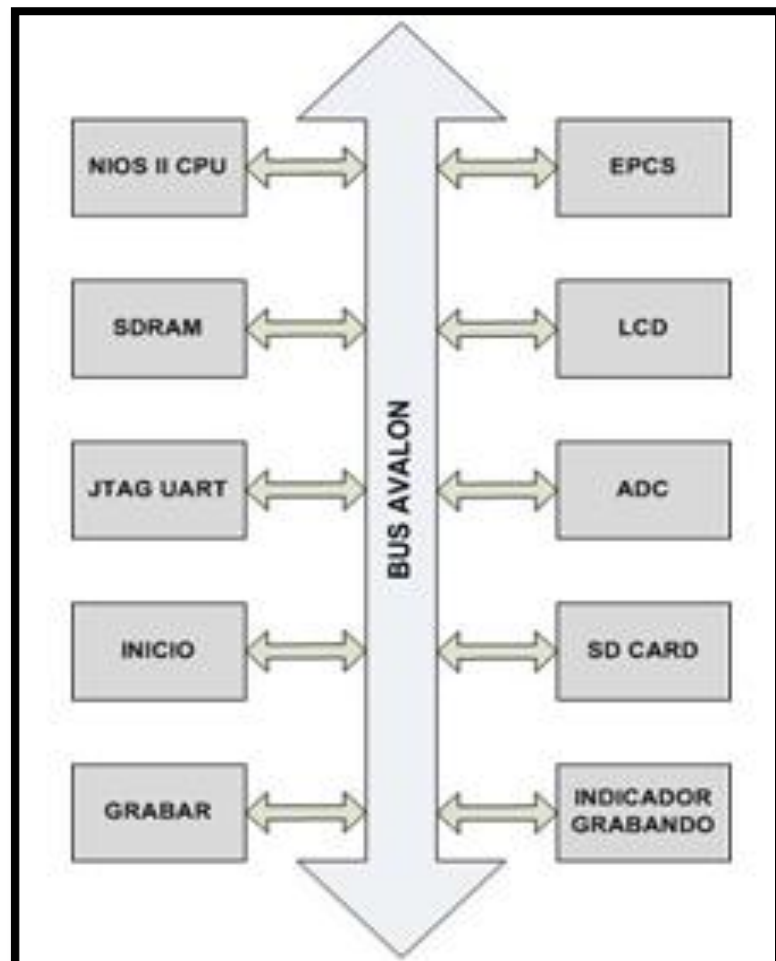 NIOS II CPU
EPCS
SDRAM
LCD
BUS AVALON
JTAG UART
ADC
INICIO
SD CARD
GRABAR
INDICADOR
GRABANDO